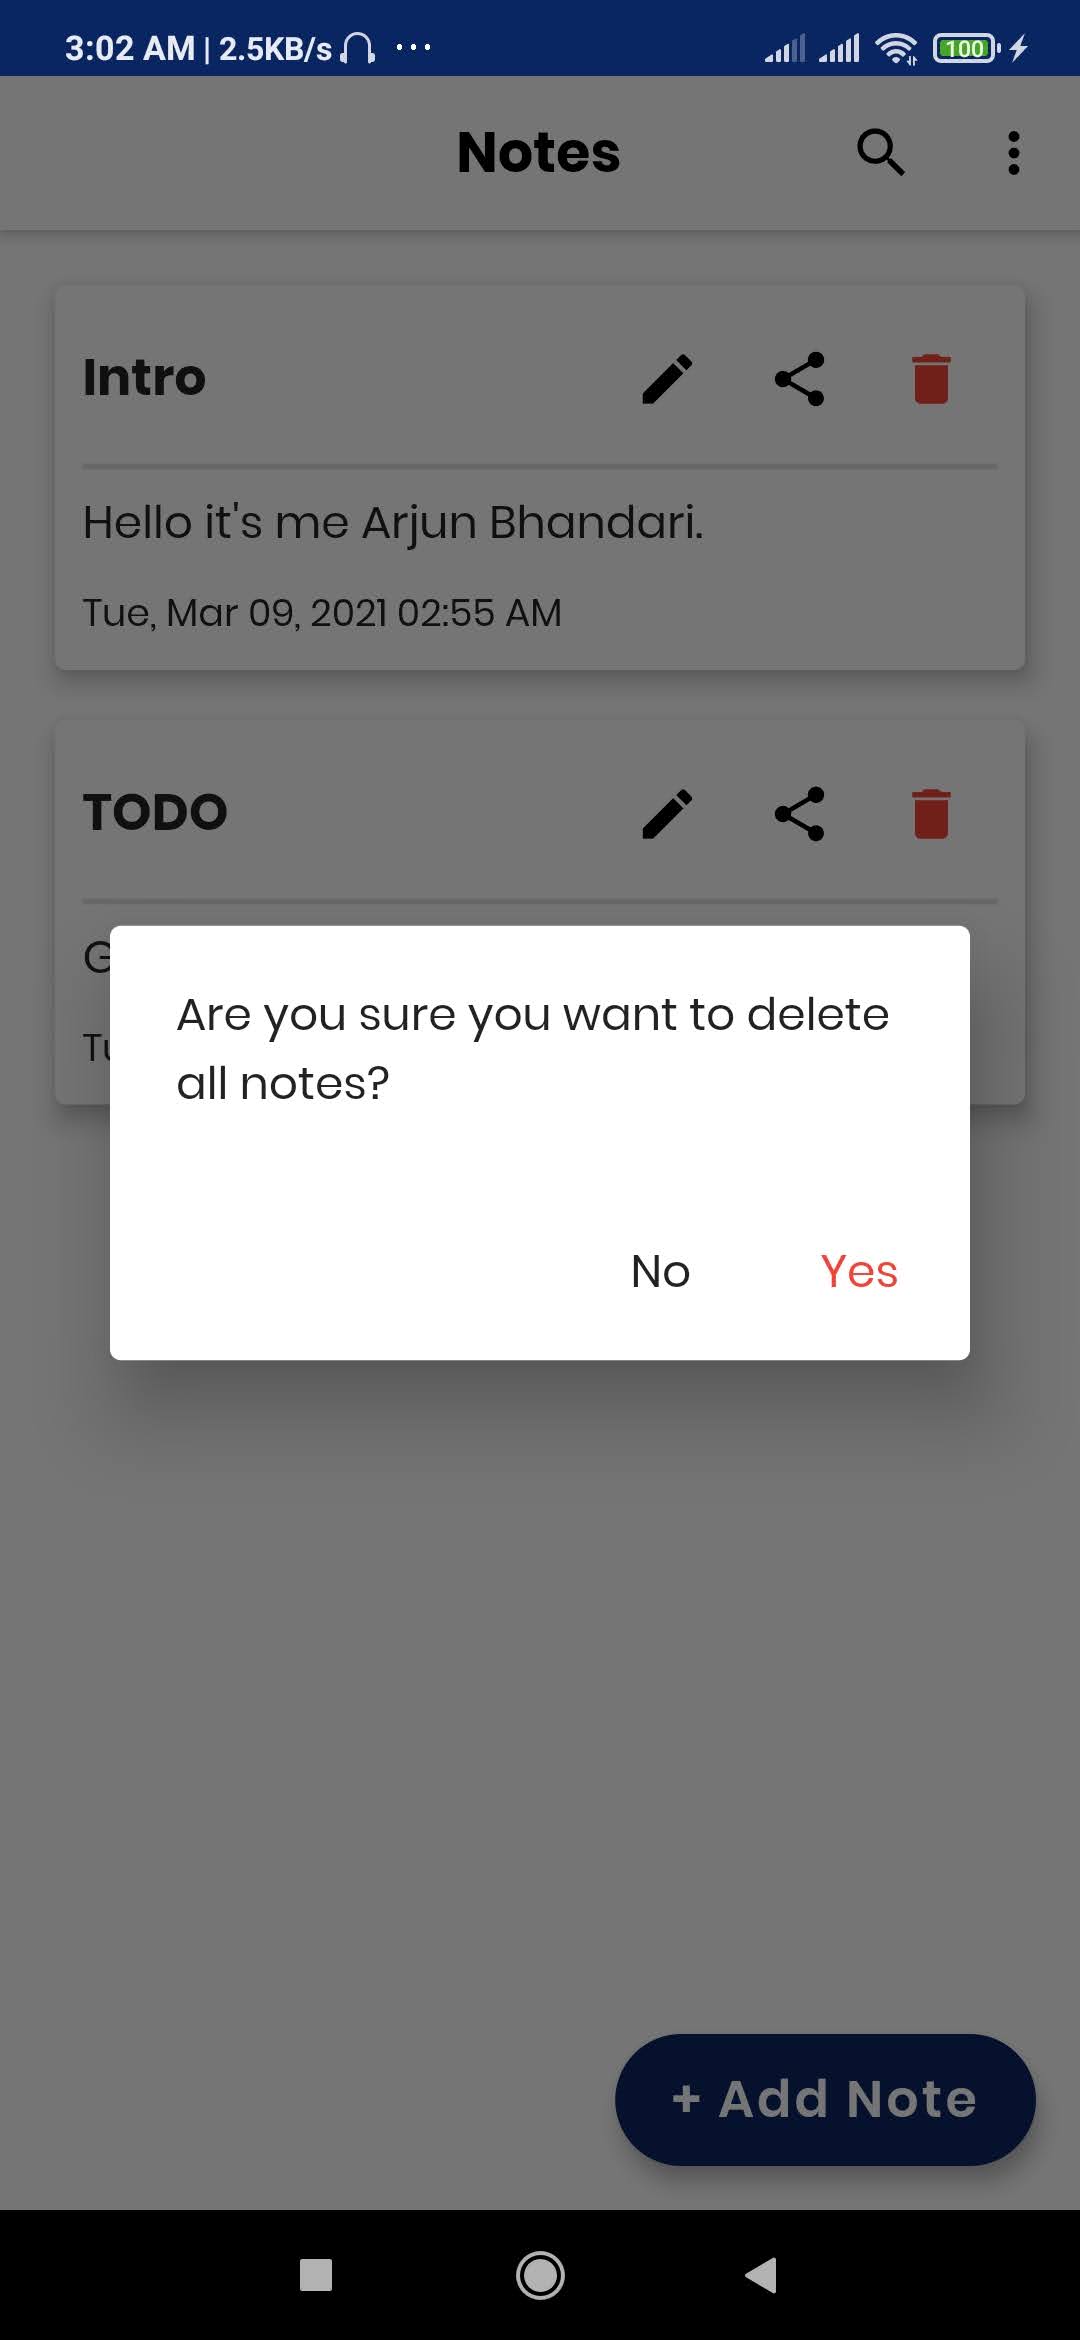 3:02 AM | 2.5KB/s ... 100
Notes
Intro
Hello it's me Arjun Bhandari.
Tue, Mar 09, 2021 02:55 AM
TODO
Are you sure you want to delete
all notes?
No Yes
+ Add Note